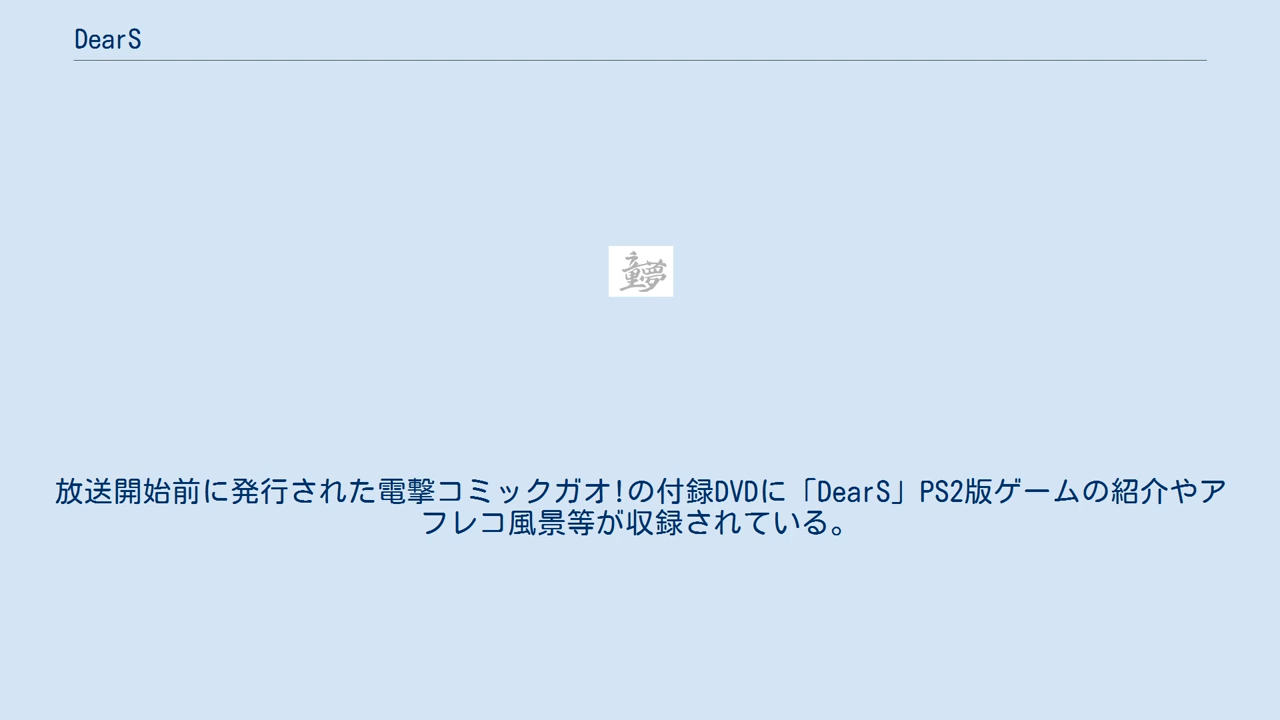 DearS
童夢
放送開始前に発行された電撃コミックガオ!の付録DVDに「DearS」PS2版ゲームの紹介やア
フレコ風景等が収録されている。